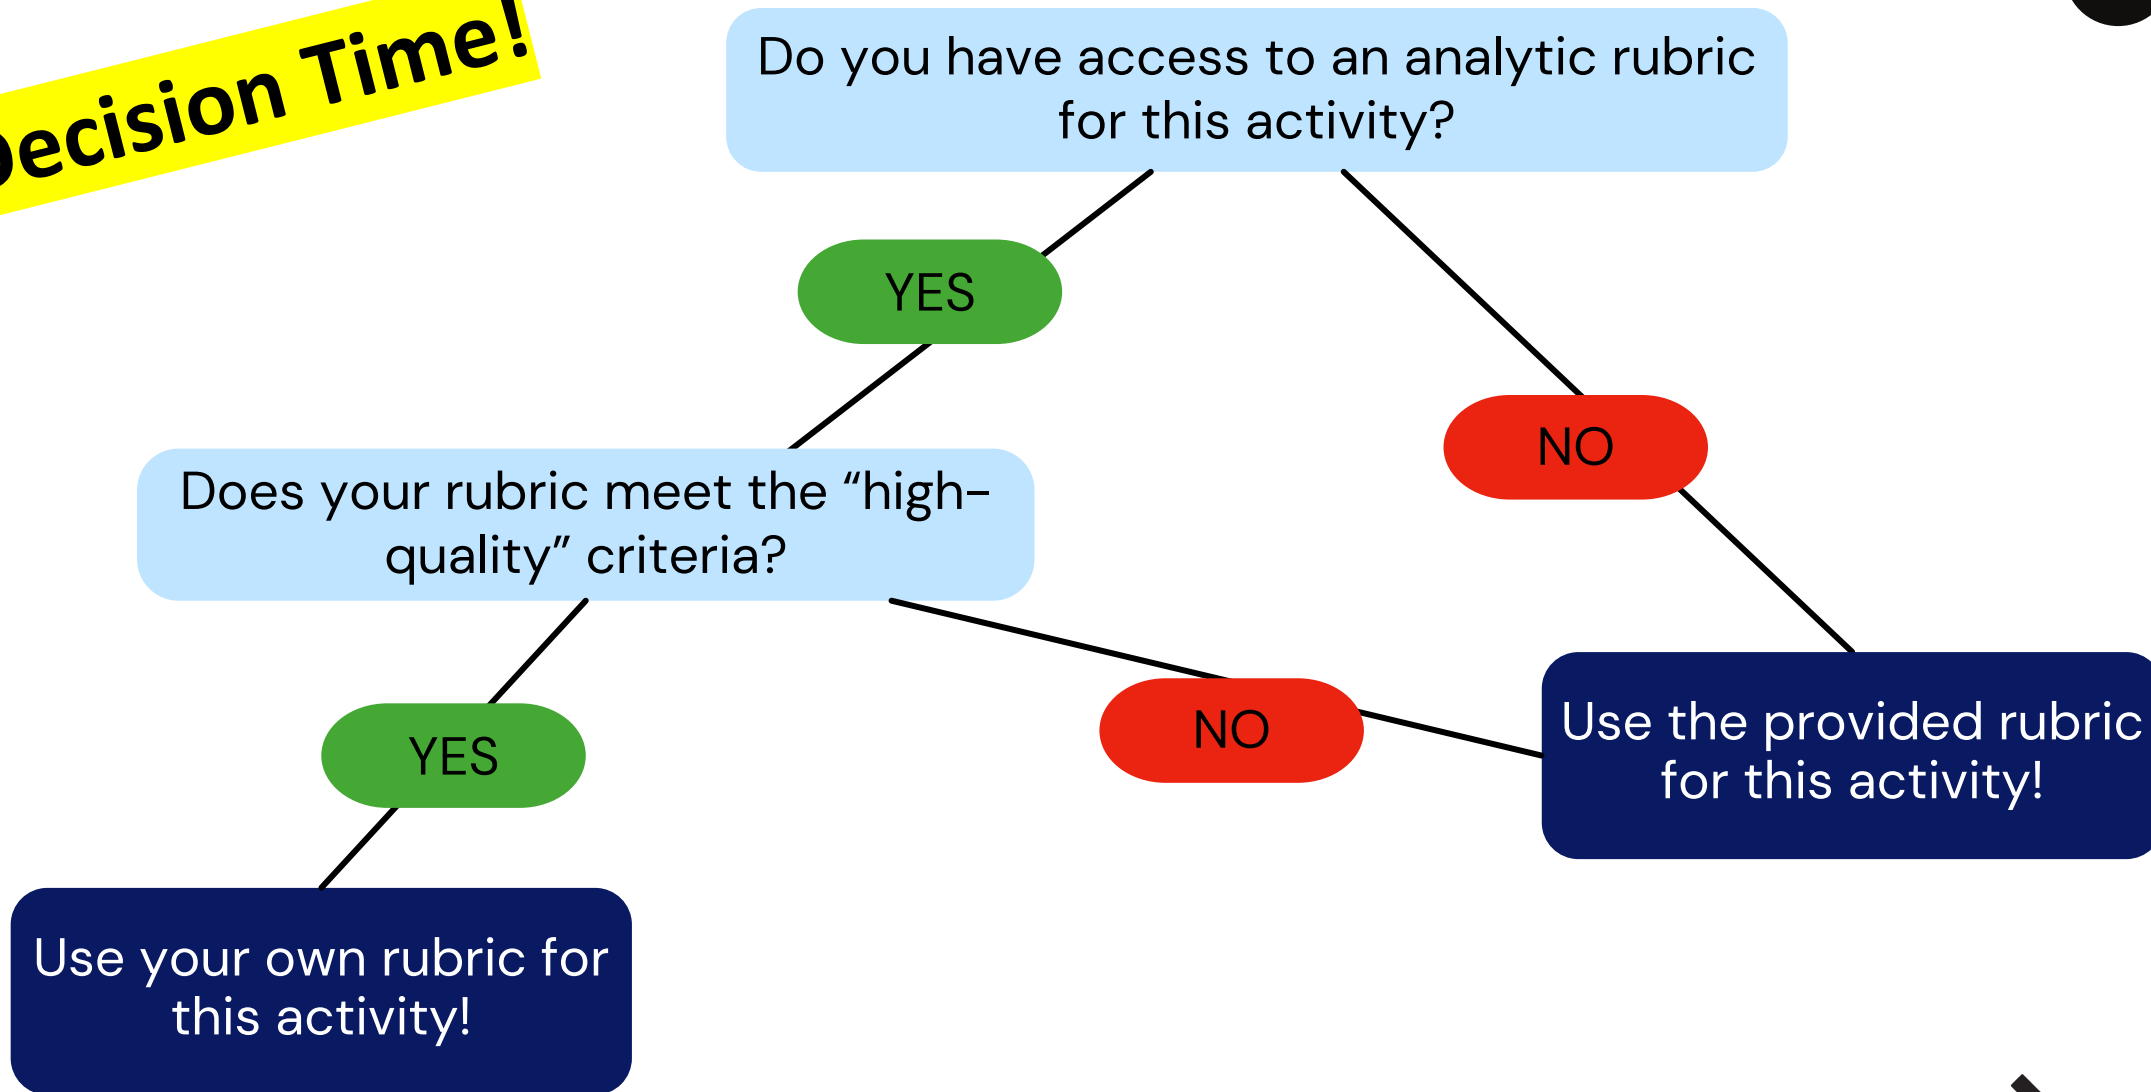 Decision Time!
Do you have access to an analytic rubric
for this activity?
YES
NO
Does your rubric meet the “high-
quality” criteria?
YES
NO
Use the provided rubric
for this activity!
Use your own rubric for
this activity!